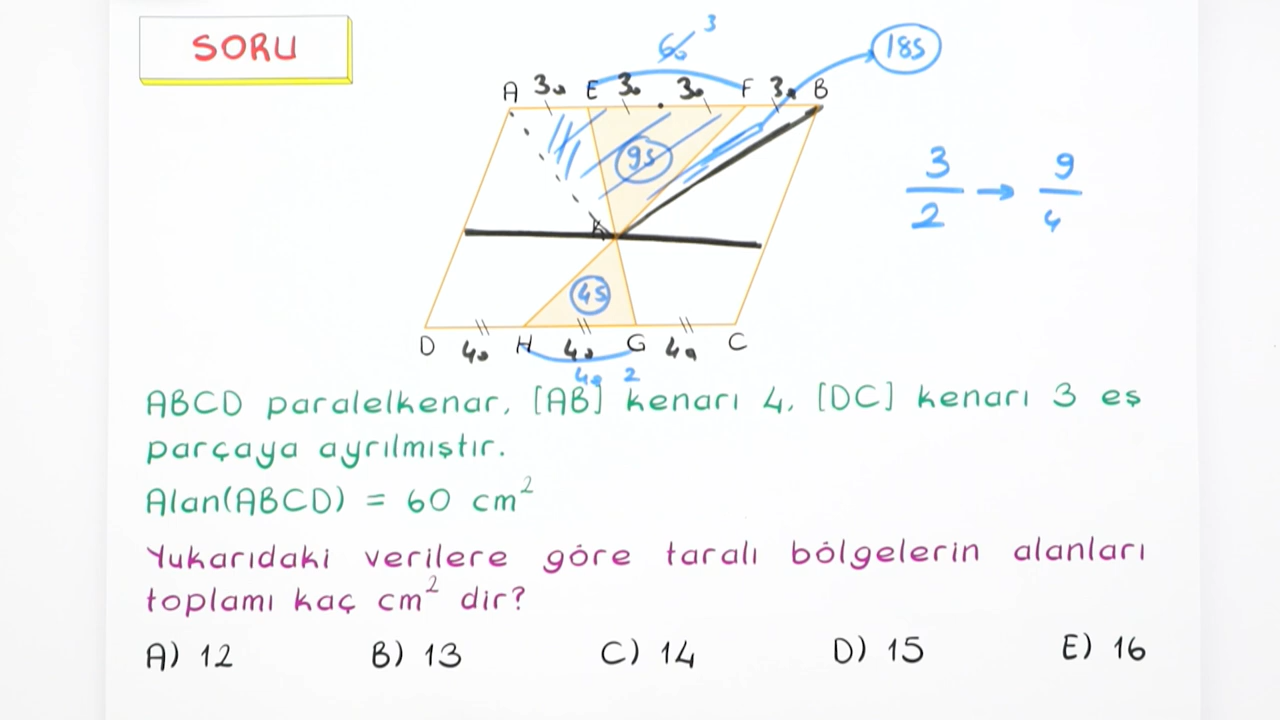 SORU
6a 3
18S
A 3a E 3a 3a F 3a B
9S
3/2 → 9/4
K
4S
D 4a H 4a G 4a C
4a 2
ABCD paralelkenar, [AB] kenarı 4, [DC] kenarı 3 eş
parçaya ayrılmıştır.
Alan(ABCD) = 60 cm²
Yukarıdaki verilere göre taralı bölgelerin alanları
toplamı kaç cm² dir?
A) 12 B) 13 C) 14 D) 15 E) 16